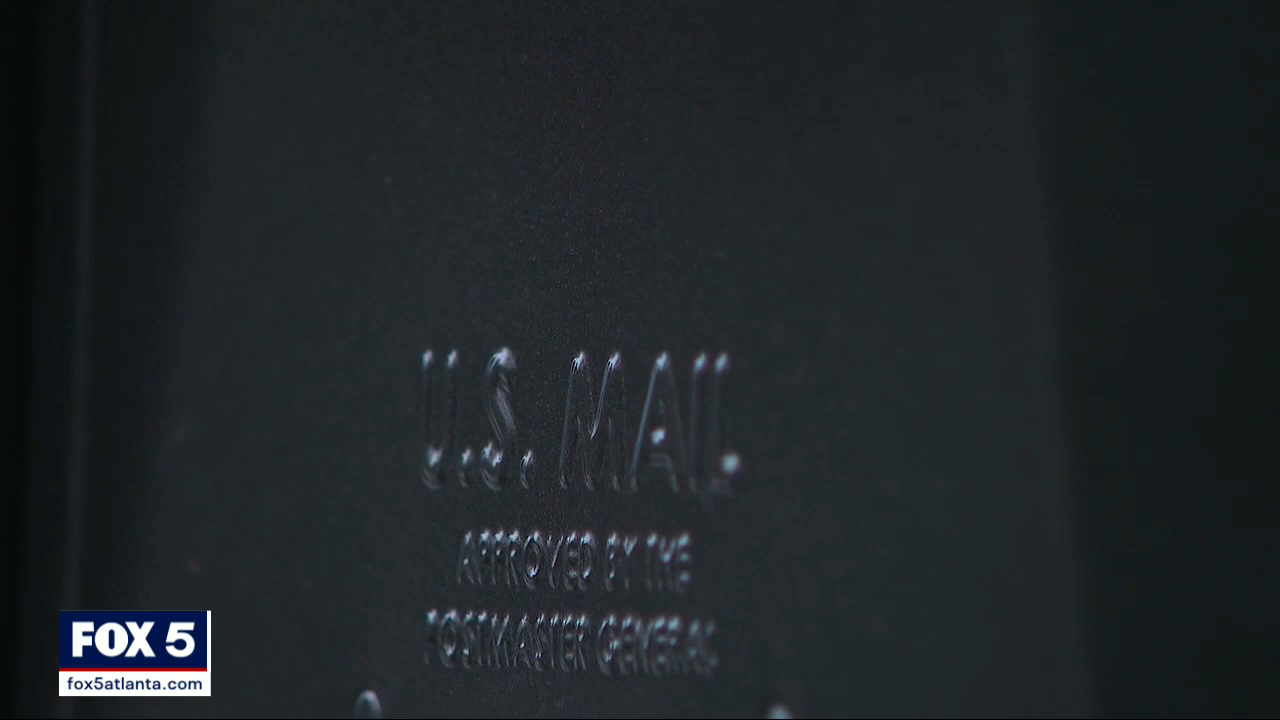 U.S. MAIL
APPROVED BY THE
POSTMASTER GENERAL
FOX 5
fox5atlanta.com